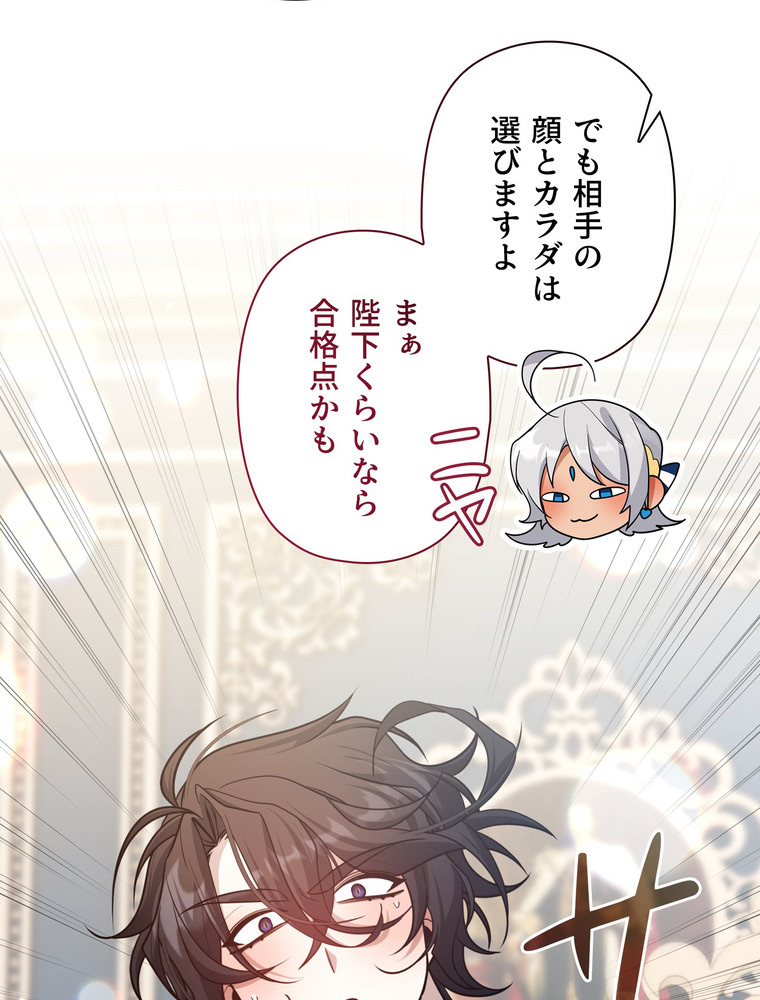 でも相手の
顔とカラダは
選びますよ
まぁ
陛下くらいなら
合格点かも
ニヤ
サ